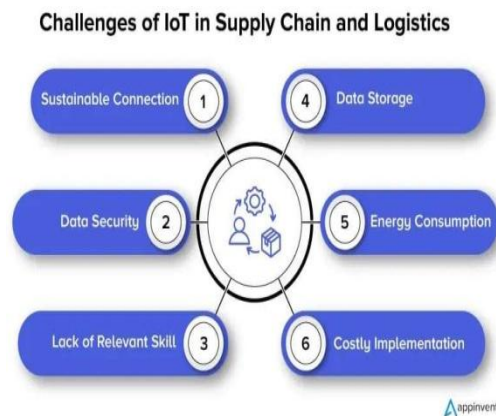 Challenges of IoT in Supply Chain and Logistics
Sustainable Connection 1
Data Security 2
Lack of Relevant Skill 3
4 Data Storage
5 Energy Consumption
6 Costly Implementation
appinvent